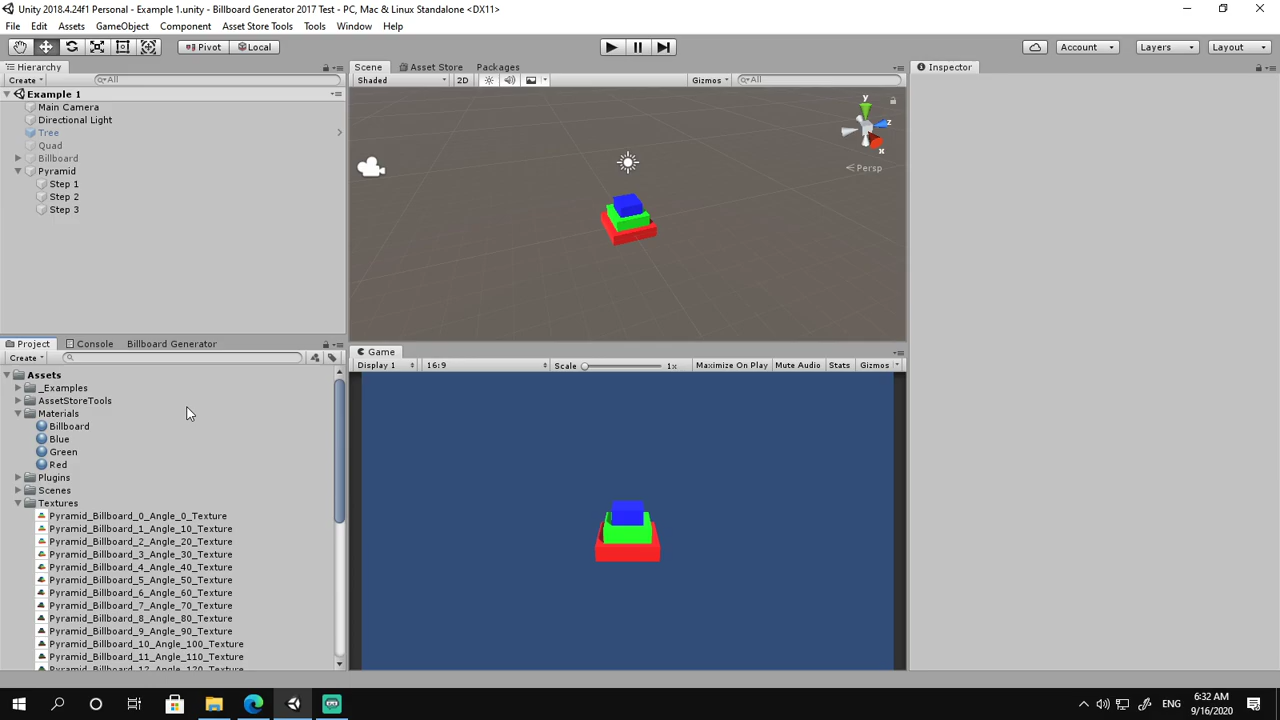 Unity 2018.4.24f1 Personal - Example 1.unity - Billboard Generator 2017 Test - PC, Mac & Linux Standalone <DX11>
File Edit Assets GameObject Component Asset Store Tools Tools Window Help
Pivot Local Account Layers Layout
Hierarchy
Create All
Example 1
Main Camera
Directional Light
Tree
Quad
Billboard
Pyramid
Step 1
Step 2
Step 3
Scene Asset Store Packages
Shaded 2D Gizmos All
y
z
x
Persp
Inspector
Project Console Billboard Generator
Create
Assets
_Examples
AssetStoreTools
Materials
Billboard
Blue
Green
Red
Plugins
Scenes
Textures
Pyramid_Billboard_0_Angle_0_Texture
Pyramid_Billboard_1_Angle_10_Texture
Pyramid_Billboard_2_Angle_20_Texture
Pyramid_Billboard_3_Angle_30_Texture
Pyramid_Billboard_4_Angle_40_Texture
Pyramid_Billboard_5_Angle_50_Texture
Pyramid_Billboard_6_Angle_60_Texture
Pyramid_Billboard_7_Angle_70_Texture
Pyramid_Billboard_8_Angle_80_Texture
Pyramid_Billboard_9_Angle_90_Texture
Pyramid_Billboard_10_Angle_100_Texture
Pyramid_Billboard_11_Angle_110_Texture
Pyramid_Billboard_12_Angle_120_Texture
Game
Display 1 16:9 Scale 1x Maximize On Play Mute Audio Stats Gizmos
ENG
6:32 AM
9/16/2020